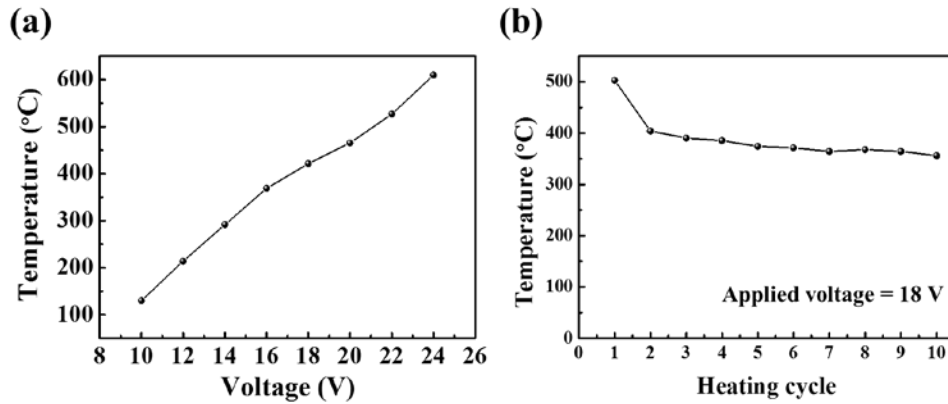 (a)
Temperature (°C)
600
500
400
300
200
100
8 10 12 14 16 18 20 22 24 26
Voltage (V)
(b)
Temperature (°C)
500
400
300
200
100
0
0 1 2 3 4 5 6 7 8 9 10
Applied voltage = 18 V
Heating cycle